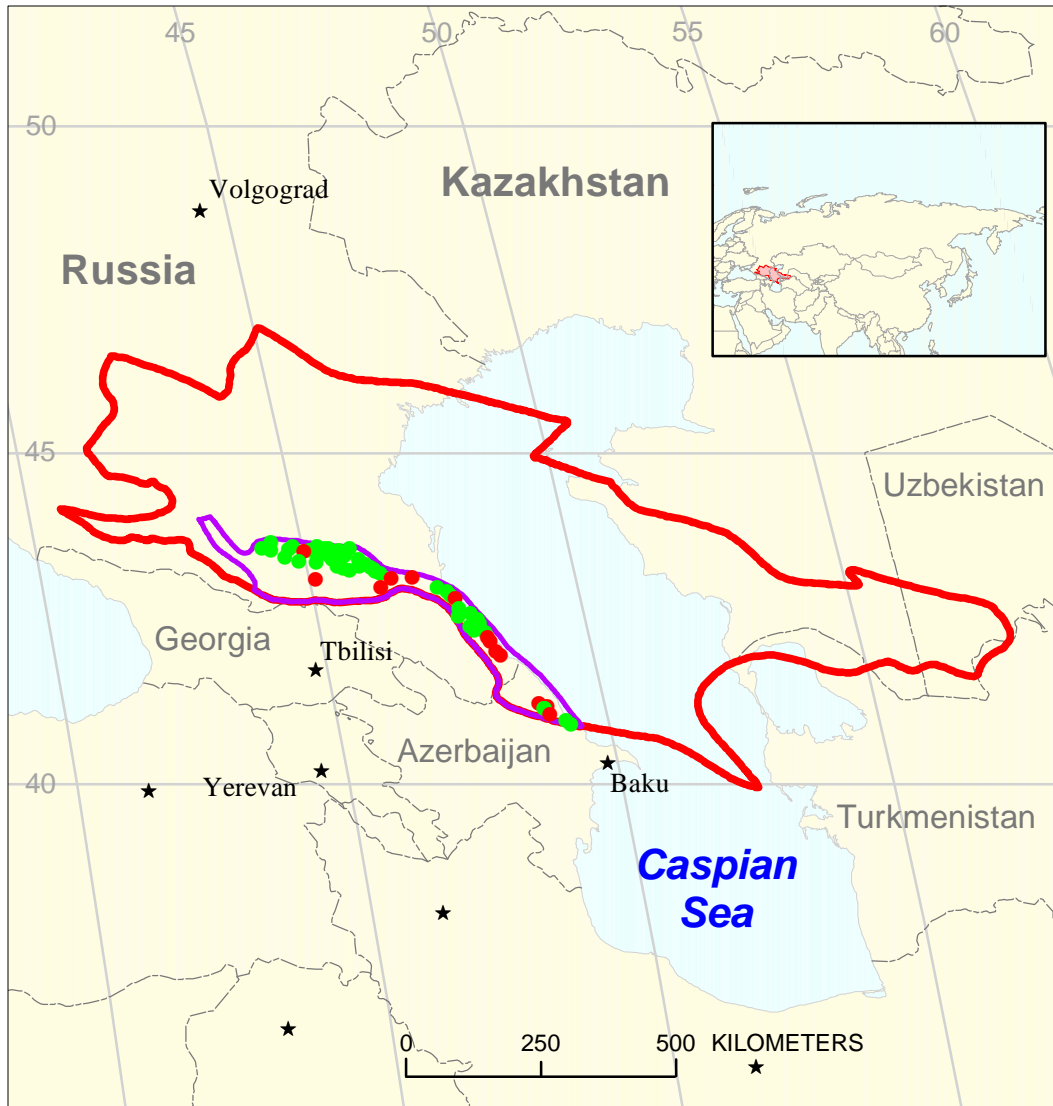 45
50
55
60
50
Volgograd
Kazakhstan
Russia
45
Uzbekistan
Georgia
Tbilisi
Azerbaijan
Yerevan
Baku
40
Turkmenistan
Caspian
Sea
0
250
500
KILOMETERS